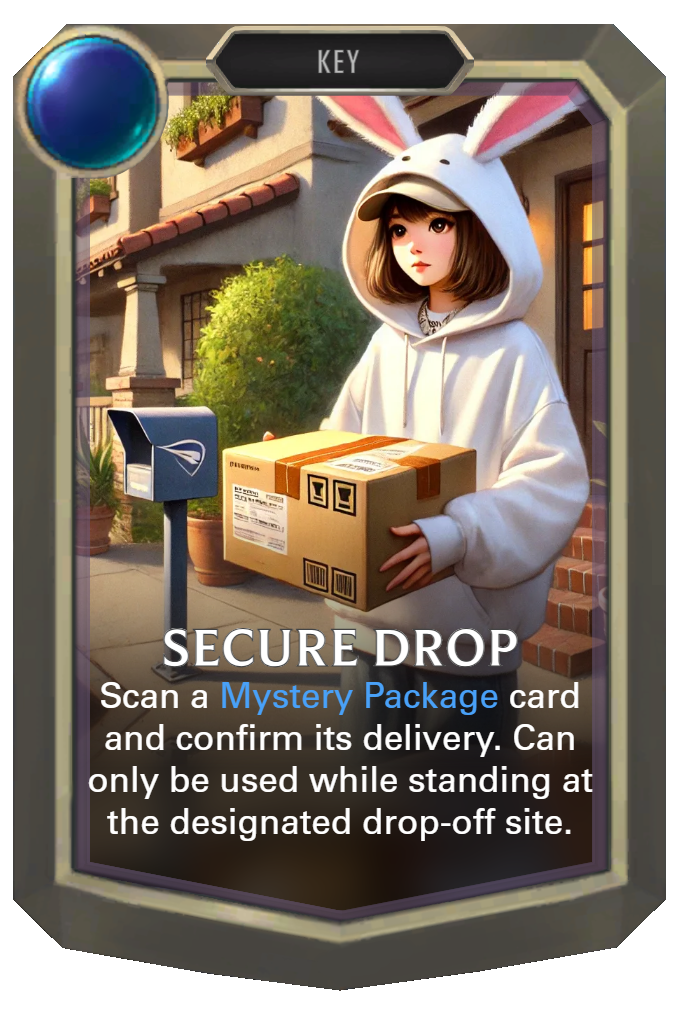 KEY
SECURE DROP
Scan a Mystery Package card
and confirm its delivery. Can
only be used while standing at
the designated drop-off site.